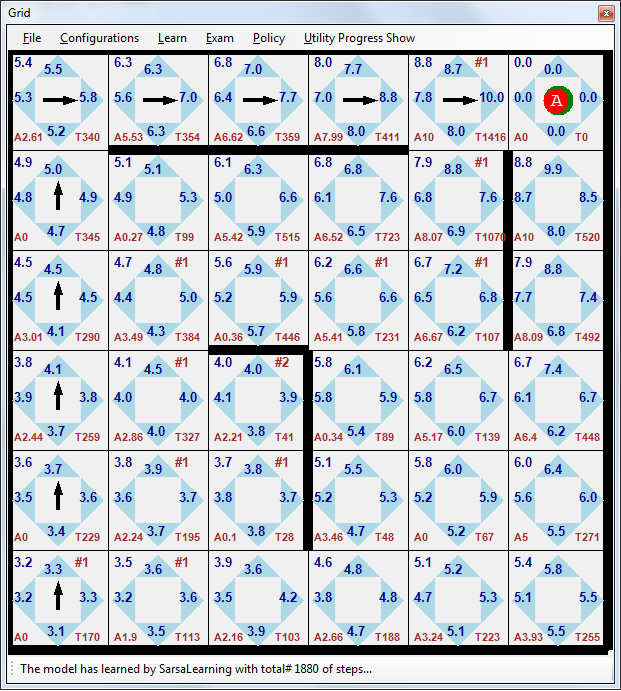 Grid
File Configurations Learn Exam Policy Utility Progress Show
5.4 6.3 6.8 8.0 8.8 #1 0.0
5.5 6.3 7.0 7.7 8.7 0.0
5.3 5.8 5.6 7.0 6.4 7.7 7.0 8.8 7.8 10.0 0.0 A 0.0
A2.61 5.2 T340 A5.53 6.3 T354 A6.62 6.6 T359 A7.99 8.0 T411 A10 8.0 T1416 A0 0.0 T0
4.9 5.1 6.1 6.8 7.9 #1 8.8
5.0 5.1 6.3 6.8 8.8 9.9
4.8 4.9 4.9 5.3 5.0 6.6 6.1 7.6 6.8 7.6 8.7 8.5
A0 4.7 T345 A0.27 4.8 T99 A5.42 5.9 T515 A6.52 6.5 T723 A8.07 6.9 T1070 A10 8.0 T520
4.5 4.7 #1 5.6 #1 6.2 #1 6.7 #1 7.9
4.5 4.8 5.9 6.6 7.2 8.8
4.5 4.5 4.4 5.0 5.2 5.9 5.6 6.6 6.5 6.8 7.7 7.4
A3.01 4.1 T290 A3.49 4.3 T384 A0.36 5.7 T446 A5.41 5.8 T231 A6.67 6.2 T107 A8.09 6.8 T492
3.8 4.1 #1 4.0 #2 5.8 6.2 6.7
4.1 4.5 4.0 6.1 6.5 7.4
3.9 3.8 4.0 4.0 4.1 3.9 5.8 5.9 5.8 6.7 6.1 6.7
A2.44 3.7 T259 A2.86 4.0 T327 A2.21 3.8 T41 A0.34 5.4 T89 A5.17 6.0 T139 A6.4 6.2 T448
3.6 3.8 #1 3.7 #1 5.1 5.8 6.0
3.7 3.9 3.8 5.5 6.0 6.4
3.5 3.6 3.6 3.7 3.8 3.7 5.2 5.3 5.2 5.9 5.6 6.0
A0 3.4 T229 A2.24 3.7 T195 A0.1 3.8 T28 A3.46 4.7 T48 A0 5.2 T67 A5 5.5 T271
3.2 #1 3.5 #1 3.9 4.6 5.1 5.4
3.3 3.6 3.6 4.8 5.2 5.8
3.2 3.3 3.2 3.6 3.5 4.2 3.8 4.8 4.7 5.3 5.1 5.5
A0 3.1 T170 A1.9 3.5 T113 A2.16 3.9 T103 A2.66 4.7 T188 A3.24 5.1 T223 A3.93 5.5 T255
The model has learned by SarsaLearning with total# 1880 of steps...